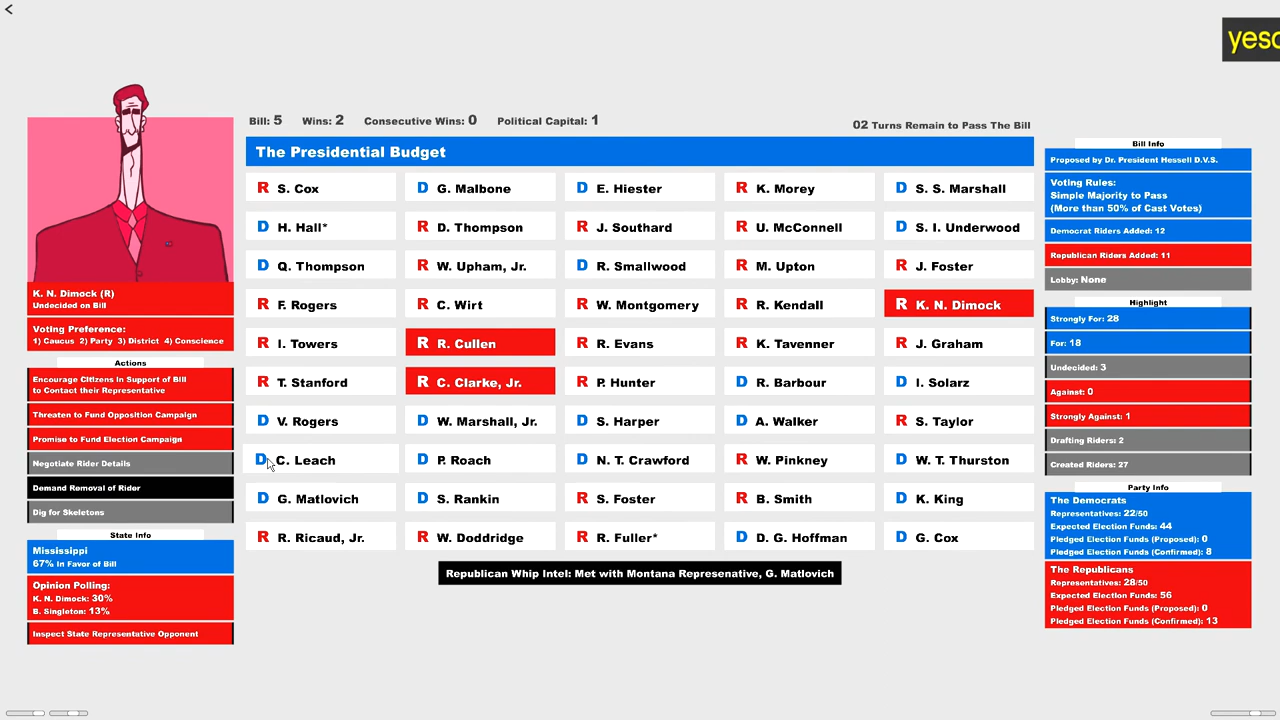 yesc
Bill: 5 Wins: 2 Consecutive Wins: 0 Political Capital: 1
02 Turns Remain to Pass The Bill
The Presidential Budget
R S. Cox
D G. Malbone
D E. Hiester
R K. Morey
D S. S. Marshall
D H. Hall*
R D. Thompson
R J. Southard
R U. McConnell
D S. I. Underwood
D Q. Thompson
R W. Upham, Jr.
D R. Smallwood
R M. Upton
R J. Foster
R F. Rogers
R C. Wirt
R W. Montgomery
R R. Kendall
R K. N. Dimock
R I. Towers
R R. Cullen
R R. Evans
R K. Tavenner
R J. Graham
R T. Stanford
R C. Clarke, Jr.
R P. Hunter
D R. Barbour
D I. Solarz
D V. Rogers
D W. Marshall, Jr.
D S. Harper
D A. Walker
R S. Taylor
D C. Leach
D P. Roach
D N. T. Crawford
R W. Pinkney
D W. T. Thurston
D G. Matlovich
D S. Rankin
R S. Foster
R B. Smith
D K. King
R R. Ricaud, Jr.
R W. Doddridge
R R. Fuller*
D D. G. Hoffman
D G. Cox
Republican Whip Intel: Met with Montana Represenative, G. Matlovich
K. N. Dimock (R)
Undecided on Bill
Voting Preference:
1) Caucus 2) Party 3) District 4) Conscience
Actions
Encourage Citizens in Support of Bill
to Contact their Representative
Threaten to Fund Opposition Campaign
Promise to Fund Election Campaign
Negotiate Rider Details
Demand Removal of Rider
Dig for Skeletons
State Info
Mississippi
67% In Favor of Bill
Opinion Polling:
K. N. Dimock: 30%
B. Singleton: 13%
Inspect State Representative Opponent
Bill Info
Proposed by Dr. President Hessell D.V.S.
Voting Rules:
Simple Majority to Pass
(More than 50% of Cast Votes)
Democrat Riders Added: 12
Republican Riders Added: 11
Lobby: None
Highlight
Strongly For: 28
For: 18
Undecided: 3
Against: 0
Strongly Against: 1
Drafting Riders: 2
Created Riders: 27
Party Info
The Democrats
Representatives: 22/50
Expected Election Funds: 44
Pledged Election Funds (Proposed): 0
Pledged Election Funds (Confirmed): 8
The Republicans
Representatives: 28/50
Expected Election Funds: 56
Pledged Election Funds (Proposed): 0
Pledged Election Funds (Confirmed): 13